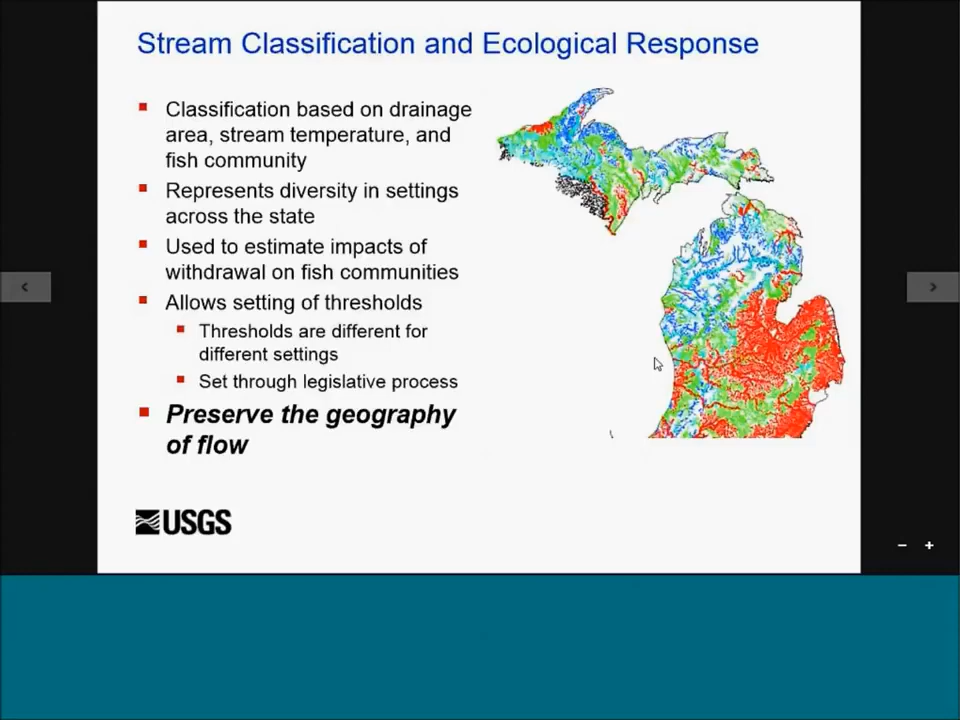 Stream Classification and Ecological Response
Classification based on drainage
area, stream temperature, and
fish community
Represents diversity in settings
across the state
Used to estimate impacts of
withdrawal on fish communities
Allows setting of thresholds
Thresholds are different for
different settings
Set through legislative process
Preserve the geography
of flow
USGS